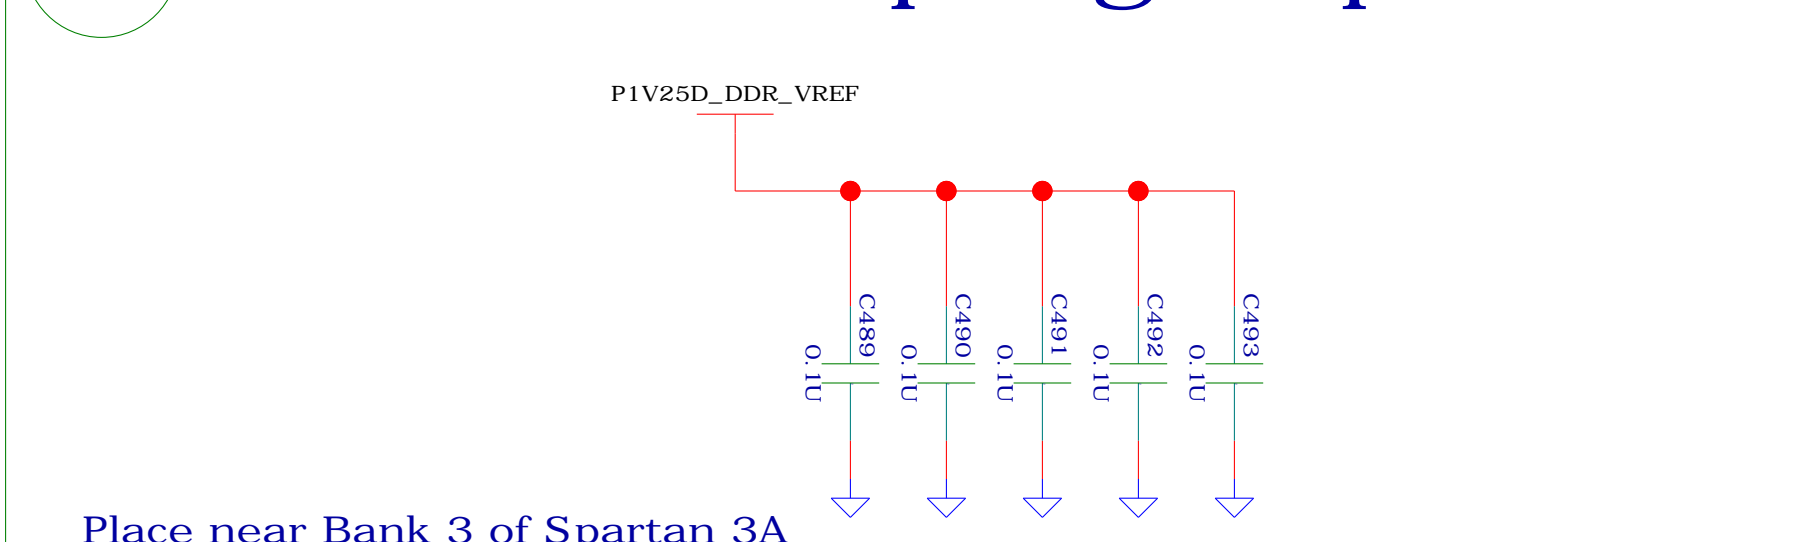 P1V25D_DDR_VREF
C489
0.1U
C490
0.1U
C491
0.1U
C492
0.1U
C493
0.1U
Place near Bank 3 of Spartan 3A